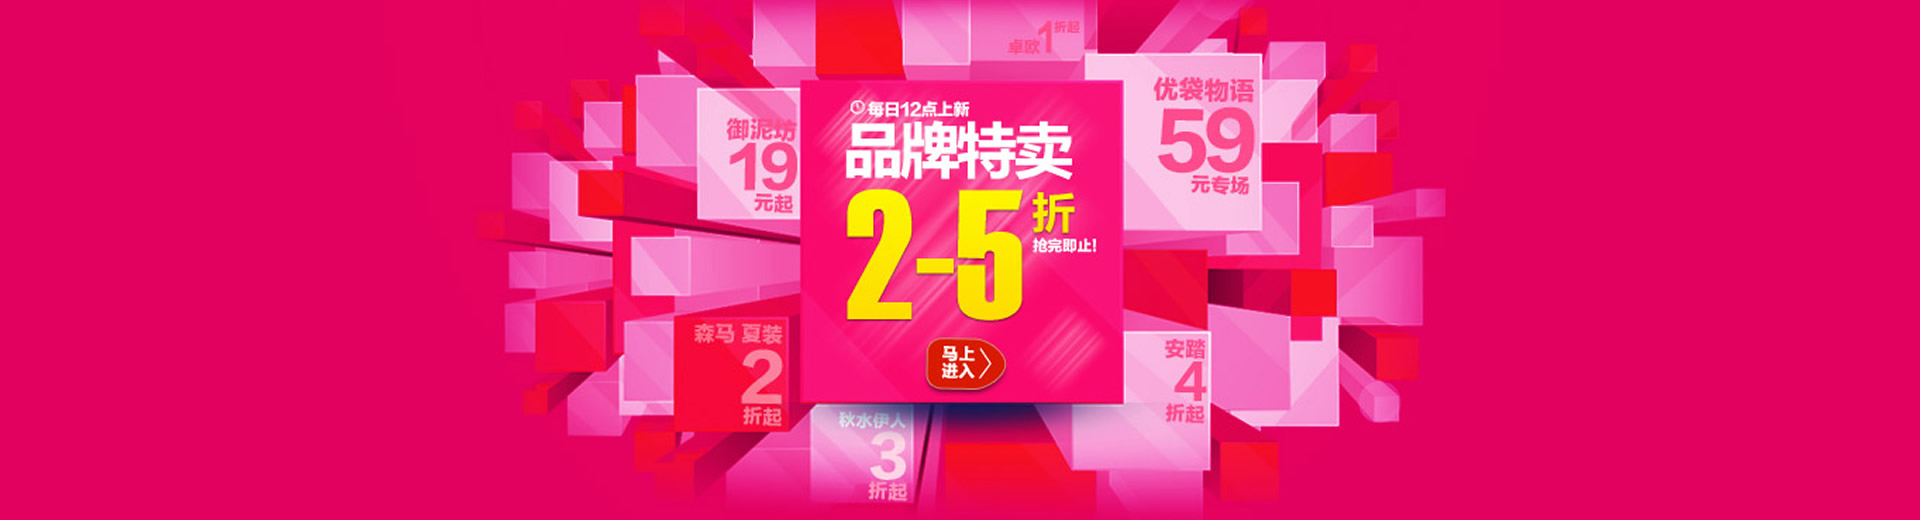 卓欧1折起
优袋物语
59
元专场
御泥坊
19
元起
每日12点上新
品牌特卖
2-5折
抢完即止!
马上
进入
森马 夏装
2
折起
安踏
4
折起
秋水伊人
3
折起